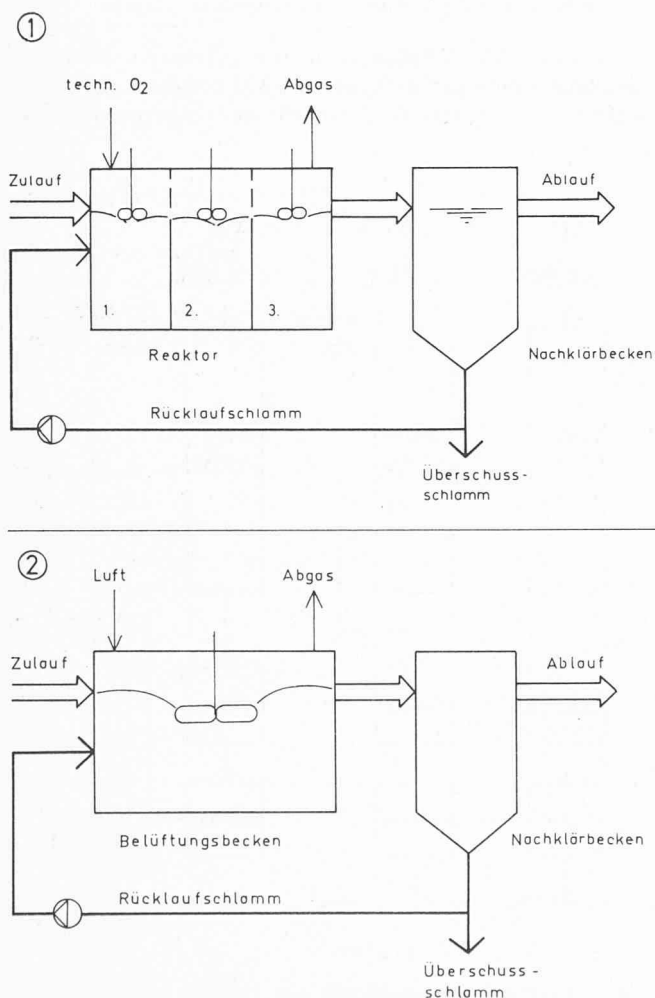 1
techn. O2
Abgas
Zulauf
Ablauf
1.
2.
3.
Reaktor
Nachklärbecken
Rücklaufschlamm
Überschuss-
schlamm
2
Luft
Abgas
Zulauf
Ablauf
Belüftungsbecken
Nachklärbecken
Rücklaufschlamm
Überschuss-
schlamm